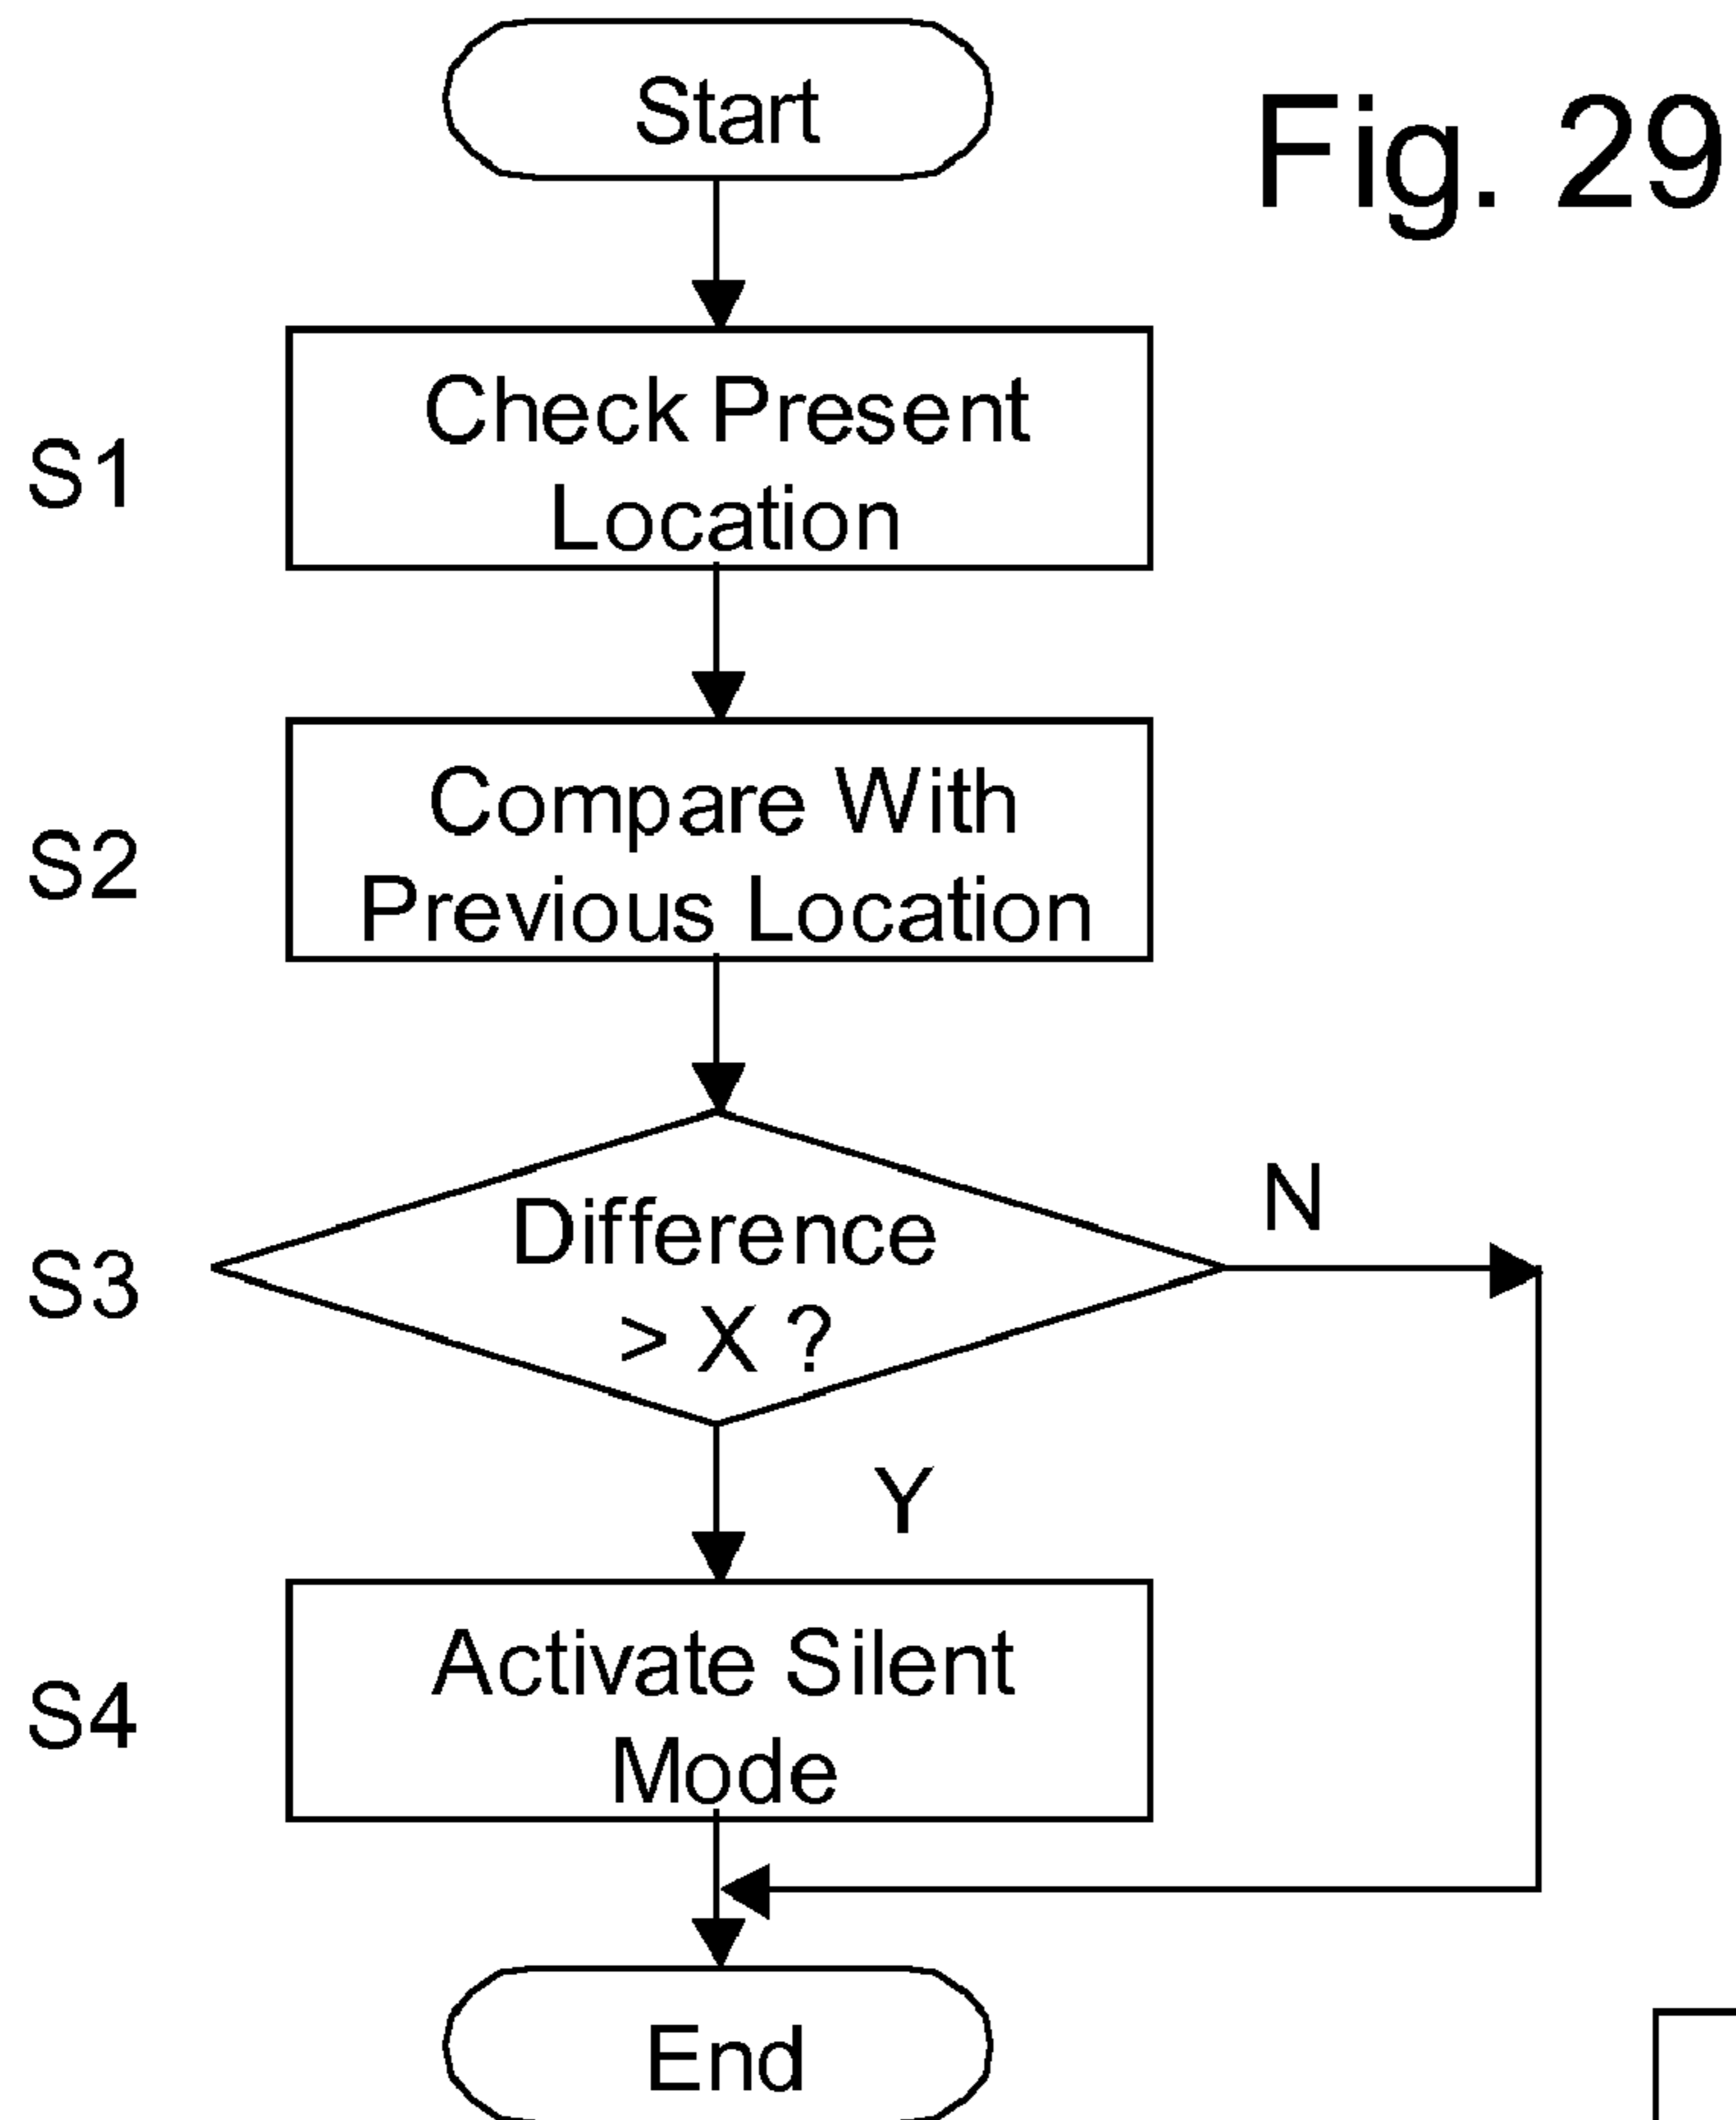 Start
Fig. 29
S1
Check Present
Location
S2
Compare With
Previous Location
S3
Difference
> X ?
N
Y
S4
Activate Silent
Mode
End